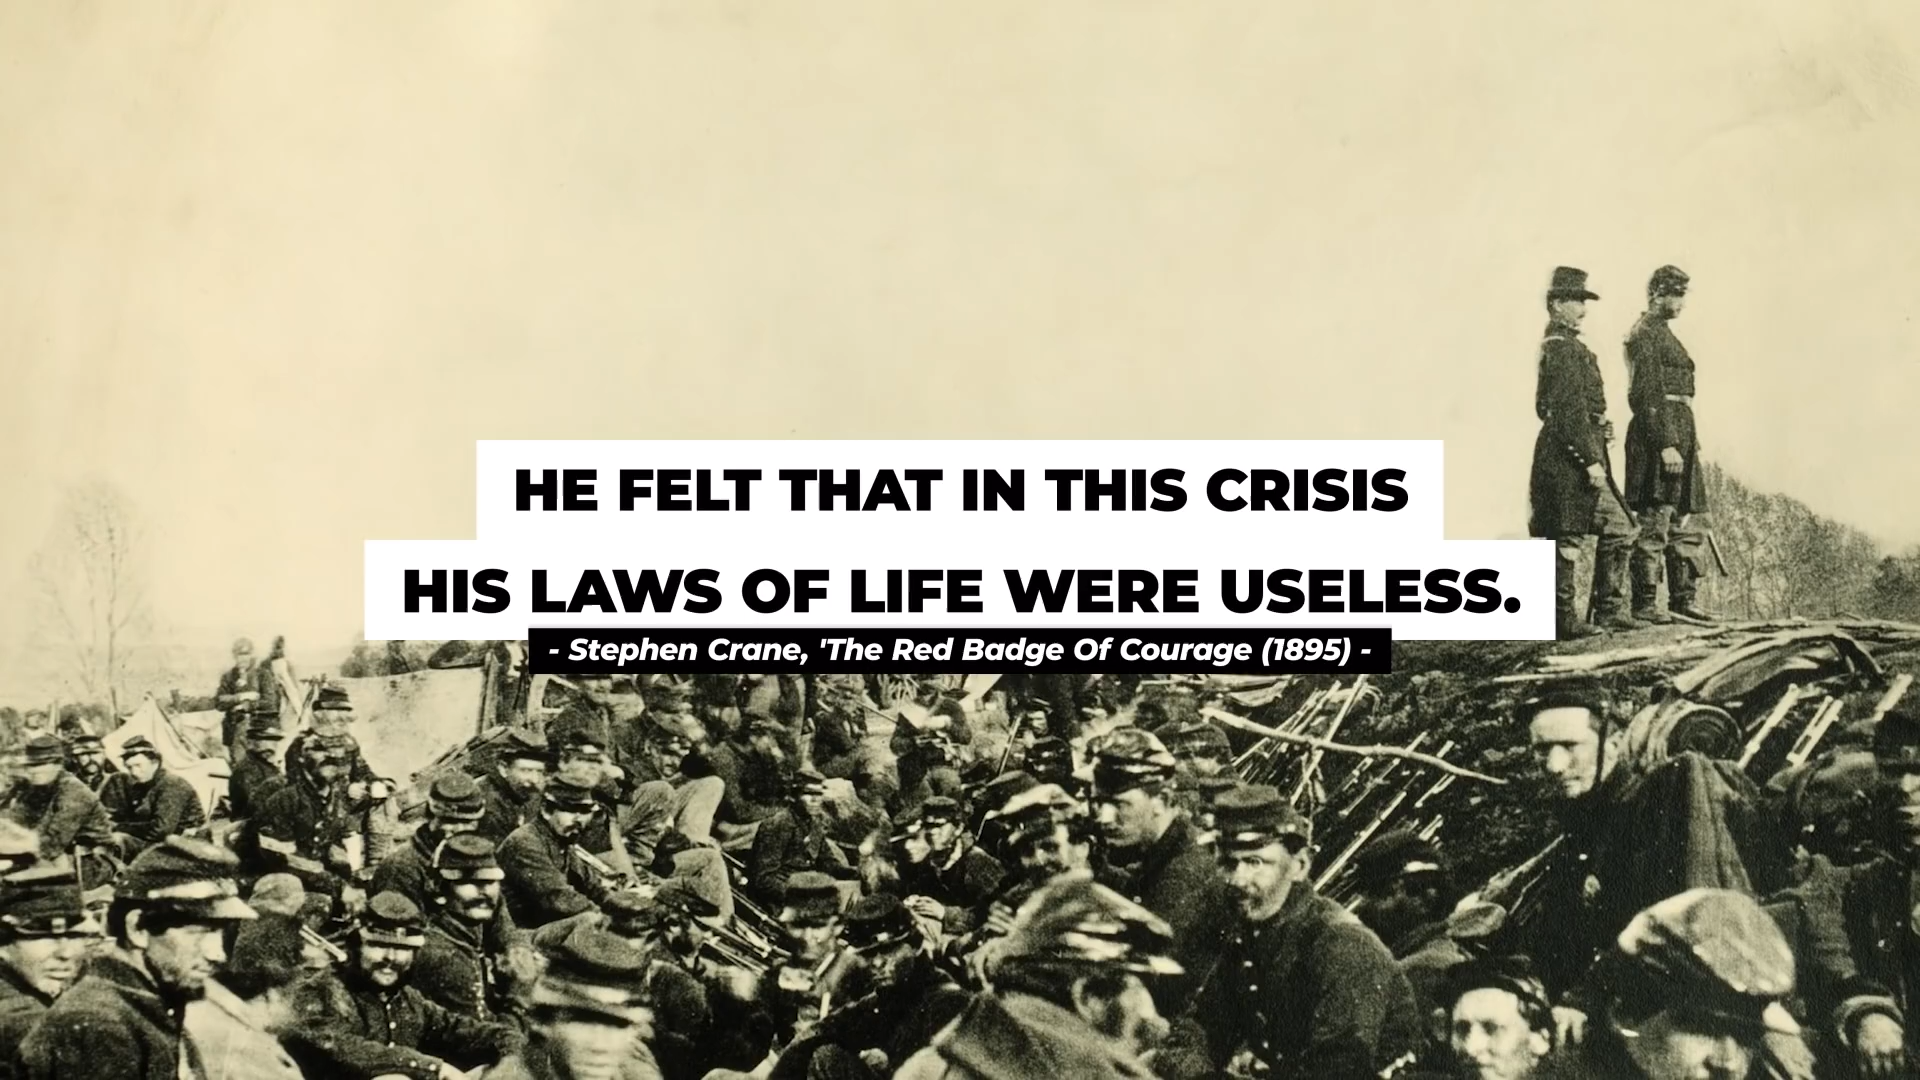 HE FELT THAT IN THIS CRISIS
HIS LAWS OF LIFE WERE USELESS.
- Stephen Crane, 'The Red Badge Of Courage (1895) -